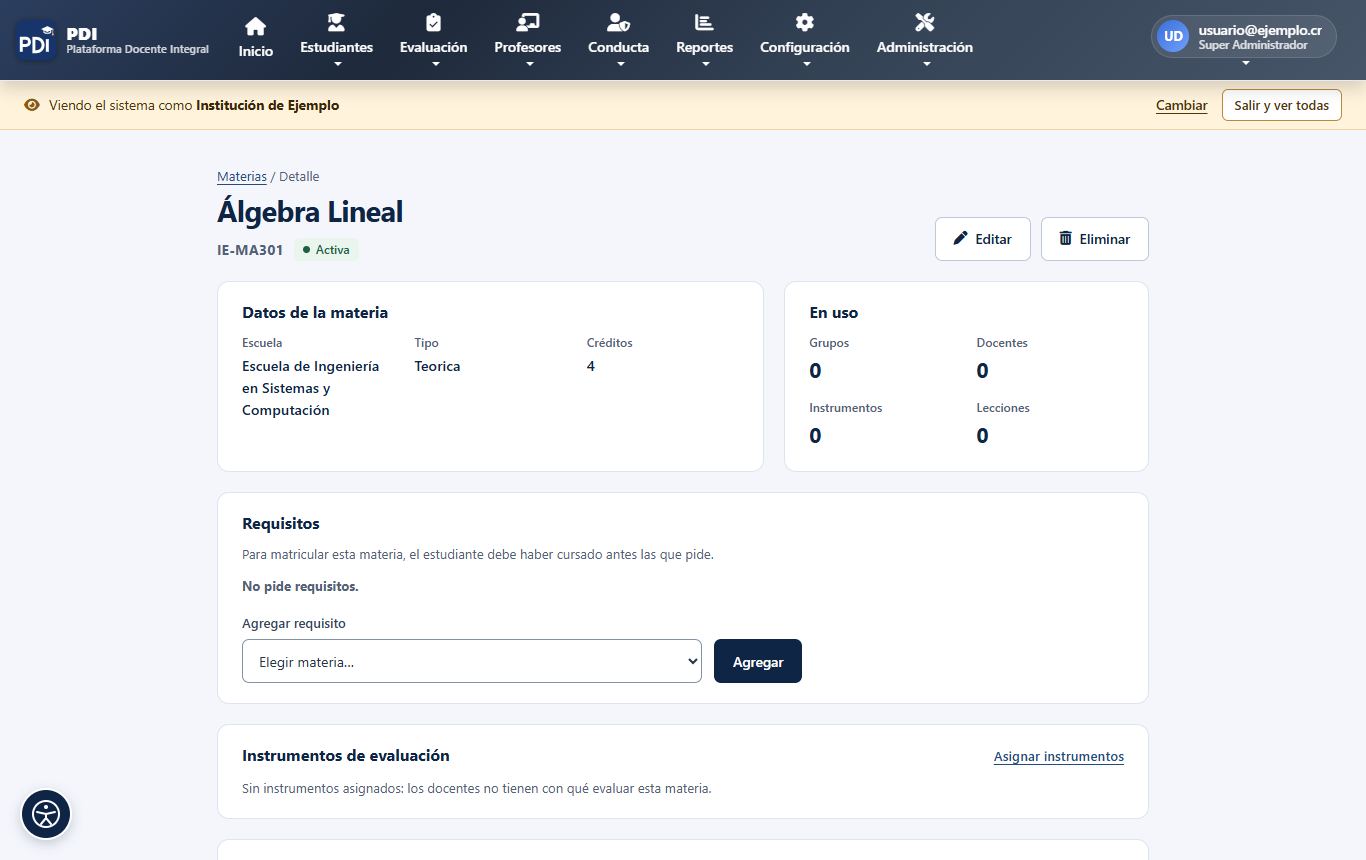 PDI
PDI
Plataforma Docente Integral
Inicio
Estudiantes
Evaluación
Profesores
Conducta
Reportes
Configuración
Administración
UD
usuario@ejemplo.cr
Super Administrador
Viendo el sistema como Institución de Ejemplo
Cambiar
Salir y ver todas
Materias / Detalle
Álgebra Lineal
IE-MA301
Activa
Editar
Eliminar
Datos de la materia
Escuela
Escuela de Ingeniería
en Sistemas y
Computación
Tipo
Teorica
Créditos
4
En uso
Grupos
0
Docentes
0
Instrumentos
0
Lecciones
0
Requisitos
Para matricular esta materia, el estudiante debe haber cursado antes las que pide.
No pide requisitos.
Agregar requisito
Elegir materia...
Agregar
Instrumentos de evaluación
Asignar instrumentos
Sin instrumentos asignados: los docentes no tienen con qué evaluar esta materia.